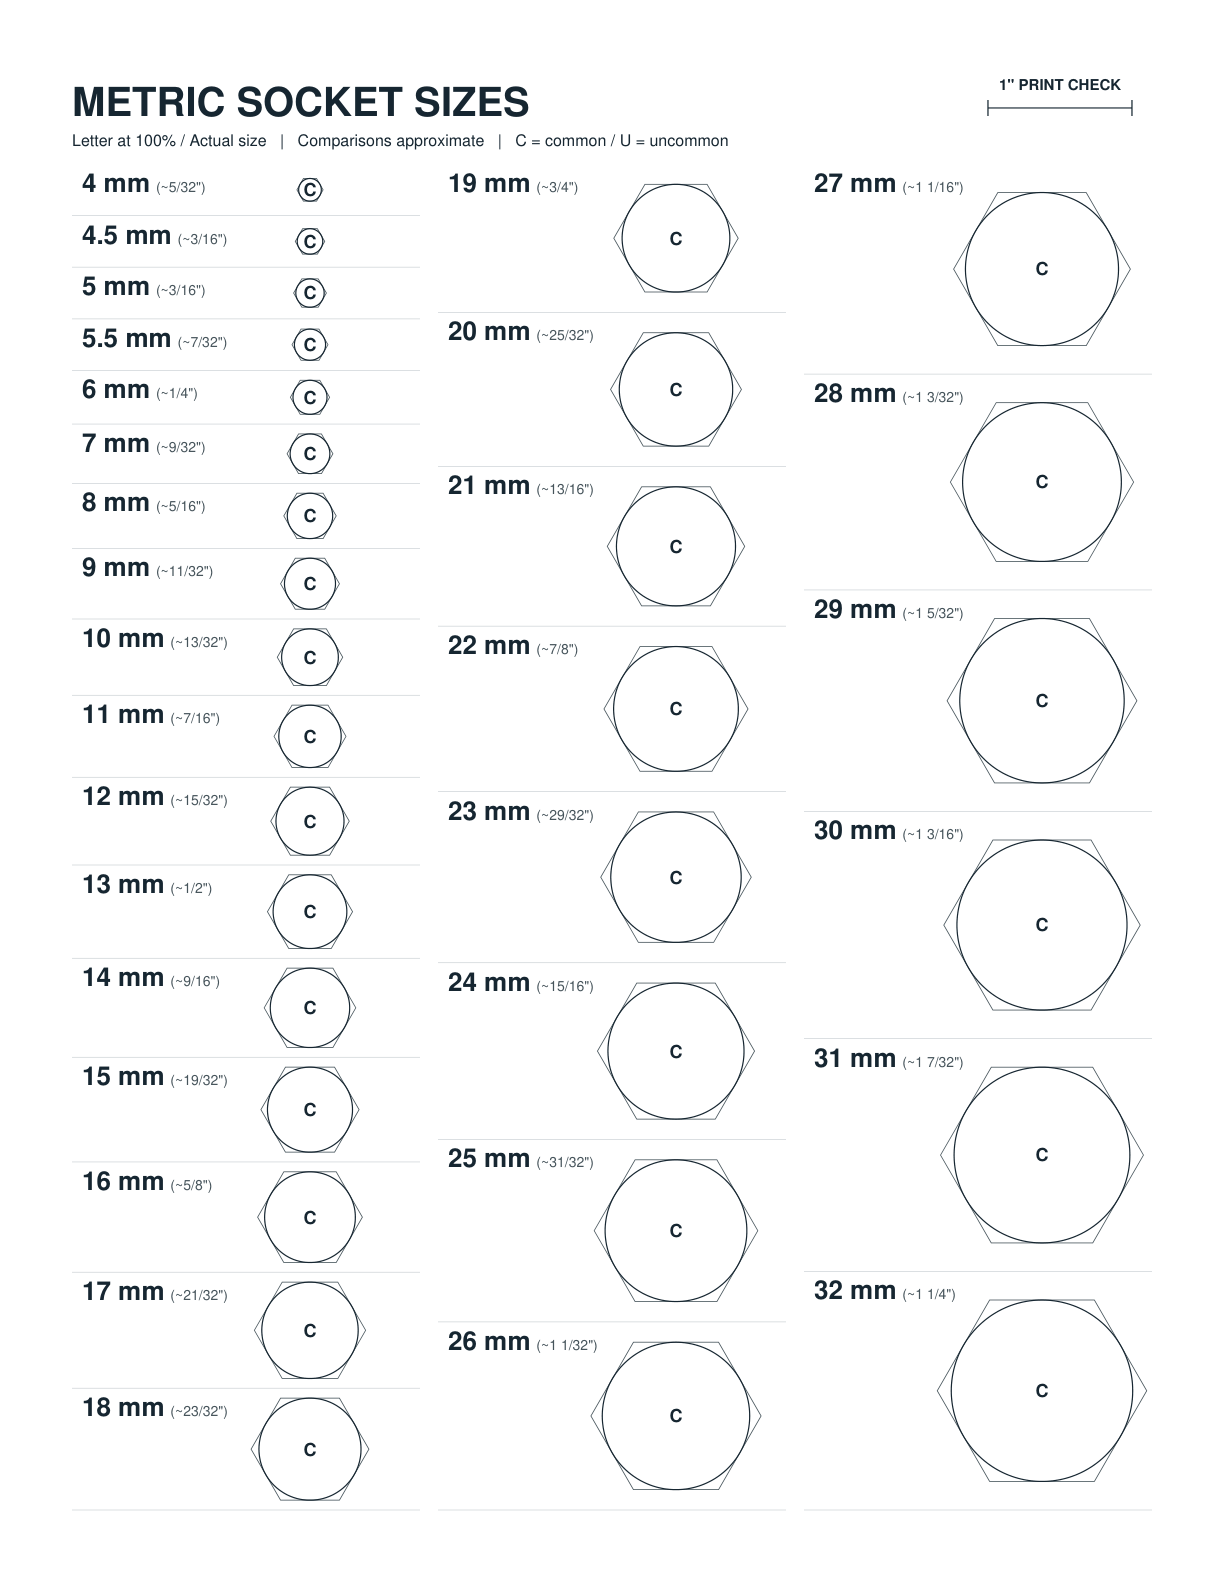 METRIC SOCKET SIZES
1" PRINT CHECK
Letter at 100% / Actual size | Comparisons approximate | C = common / U = uncommon
4 mm (~5/32")
C
4.5 mm (~3/16")
C
5 mm (~3/16")
C
5.5 mm (~7/32")
C
6 mm (~1/4")
C
7 mm (~9/32")
C
8 mm (~5/16")
C
9 mm (~11/32")
C
10 mm (~13/32")
C
11 mm (~7/16")
C
12 mm (~15/32")
C
13 mm (~1/2")
C
14 mm (~9/16")
C
15 mm (~19/32")
C
16 mm (~5/8")
C
17 mm (~21/32")
C
18 mm (~23/32")
C
19 mm (~3/4")
C
20 mm (~25/32")
C
21 mm (~13/16")
C
22 mm (~7/8")
C
23 mm (~29/32")
C
24 mm (~15/16")
C
25 mm (~31/32")
C
26 mm (~1 1/32")
C
27 mm (~1 1/16")
C
28 mm (~1 3/32")
C
29 mm (~1 5/32")
C
30 mm (~1 3/16")
C
31 mm (~1 7/32")
C
32 mm (~1 1/4")
C